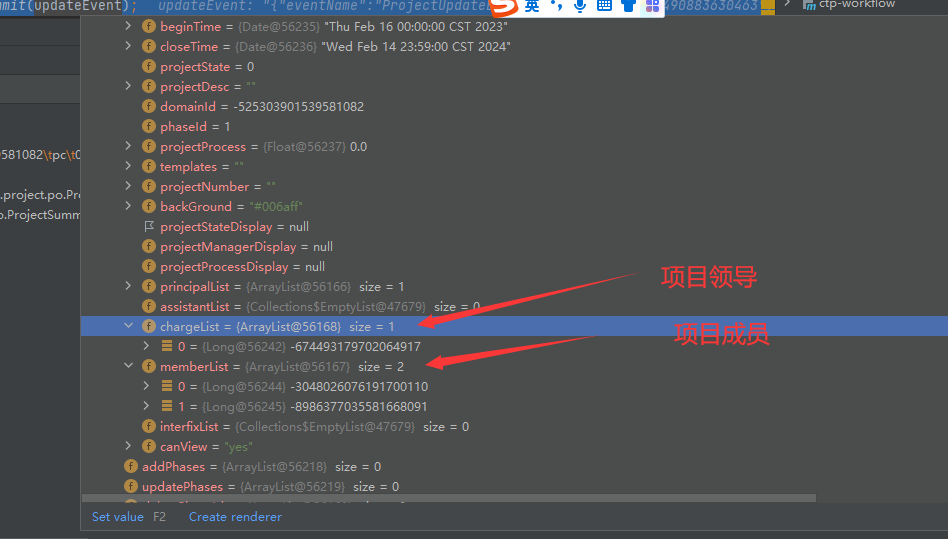 mmit(updateEvent); updateEvent: "{"eventName":"ProjectUpdateE 490883630463 ctp-workflow
英
beginTime = {Date@56235} "Thu Feb 16 00:00:00 CST 2023"
closeTime = {Date@56236} "Wed Feb 14 23:59:00 CST 2024"
projectState = 0
projectDesc = ""
domainId = -525303901539581082
phaseId = 1
projectProcess = {Float@56237} 0.0
9581082\tpc\t0
templates = ""
projectNumber = ""
.project.po.Pro
backGround = "#006aff"
o.ProjectSumm
projectStateDisplay = null
projectManagerDisplay = null
projectProcessDisplay = null
项目领导
principalList = {ArrayList@56166} size = 1
assistantList = {Collections$EmptyList@47679} size = 0
chargeList = {ArrayList@56168} size = 1
项目成员
0 = {Long@56242} -674493179702064917
memberList = {ArrayList@56167} size = 2
0 = {Long@56244} -3048026076191700110
1 = {Long@56245} -8986377035581668091
interfixList = {Collections$EmptyList@47679} size = 0
canView = "yes"
addPhases = {ArrayList@56218} size = 0
updatePhases = {ArrayList@56219} size = 0
Set value F2 Create renderer